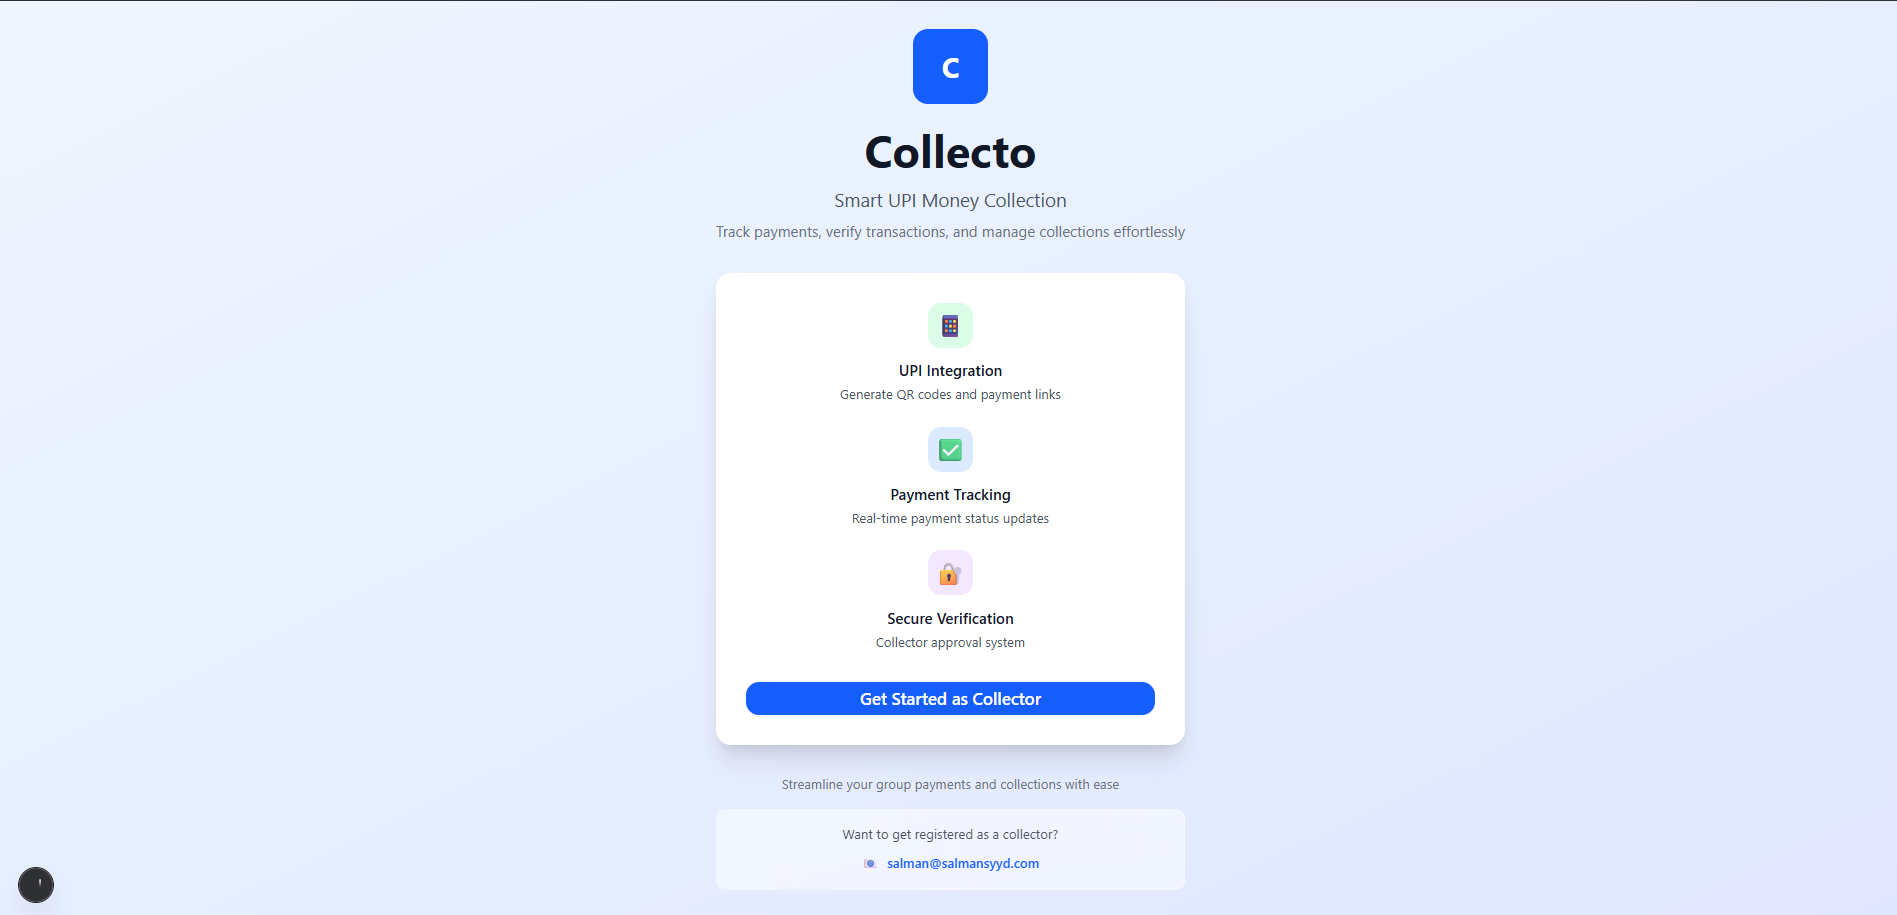 C
Collecto
Smart UPI Money Collection
Track payments, verify transactions, and manage collections effortlessly
UPI Integration
Generate QR codes and payment links
Payment Tracking
Real-time payment status updates
Secure Verification
Collector approval system
Get Started as Collector
Streamline your group payments and collections with ease
Want to get registered as a collector?
salman@salmansyyd.com